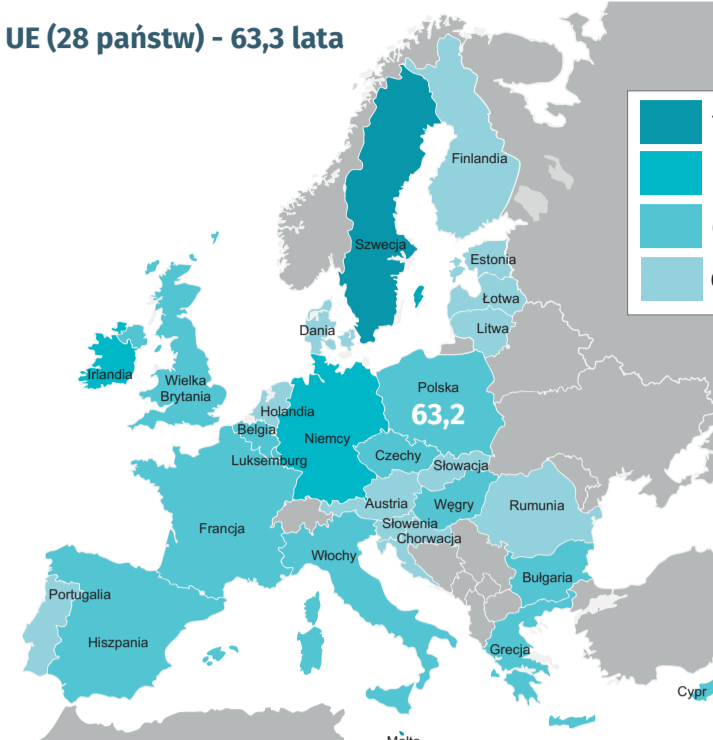 UE (28 państw) - 63,3 lata
Finlandia
Szwecja
Estonia
Łotwa
Dania
Litwa
Irlandia
Wielka
Brytania
Polska
63,2
Holandia
Belgia
Niemcy
Luksemburg
Czechy
Słowacja
Austria
Węgry
Rumunia
Francja
Słowenia
Chorwacja
Włochy
Bułgaria
Portugalia
Hiszpania
Grecja
Cypr
Malta